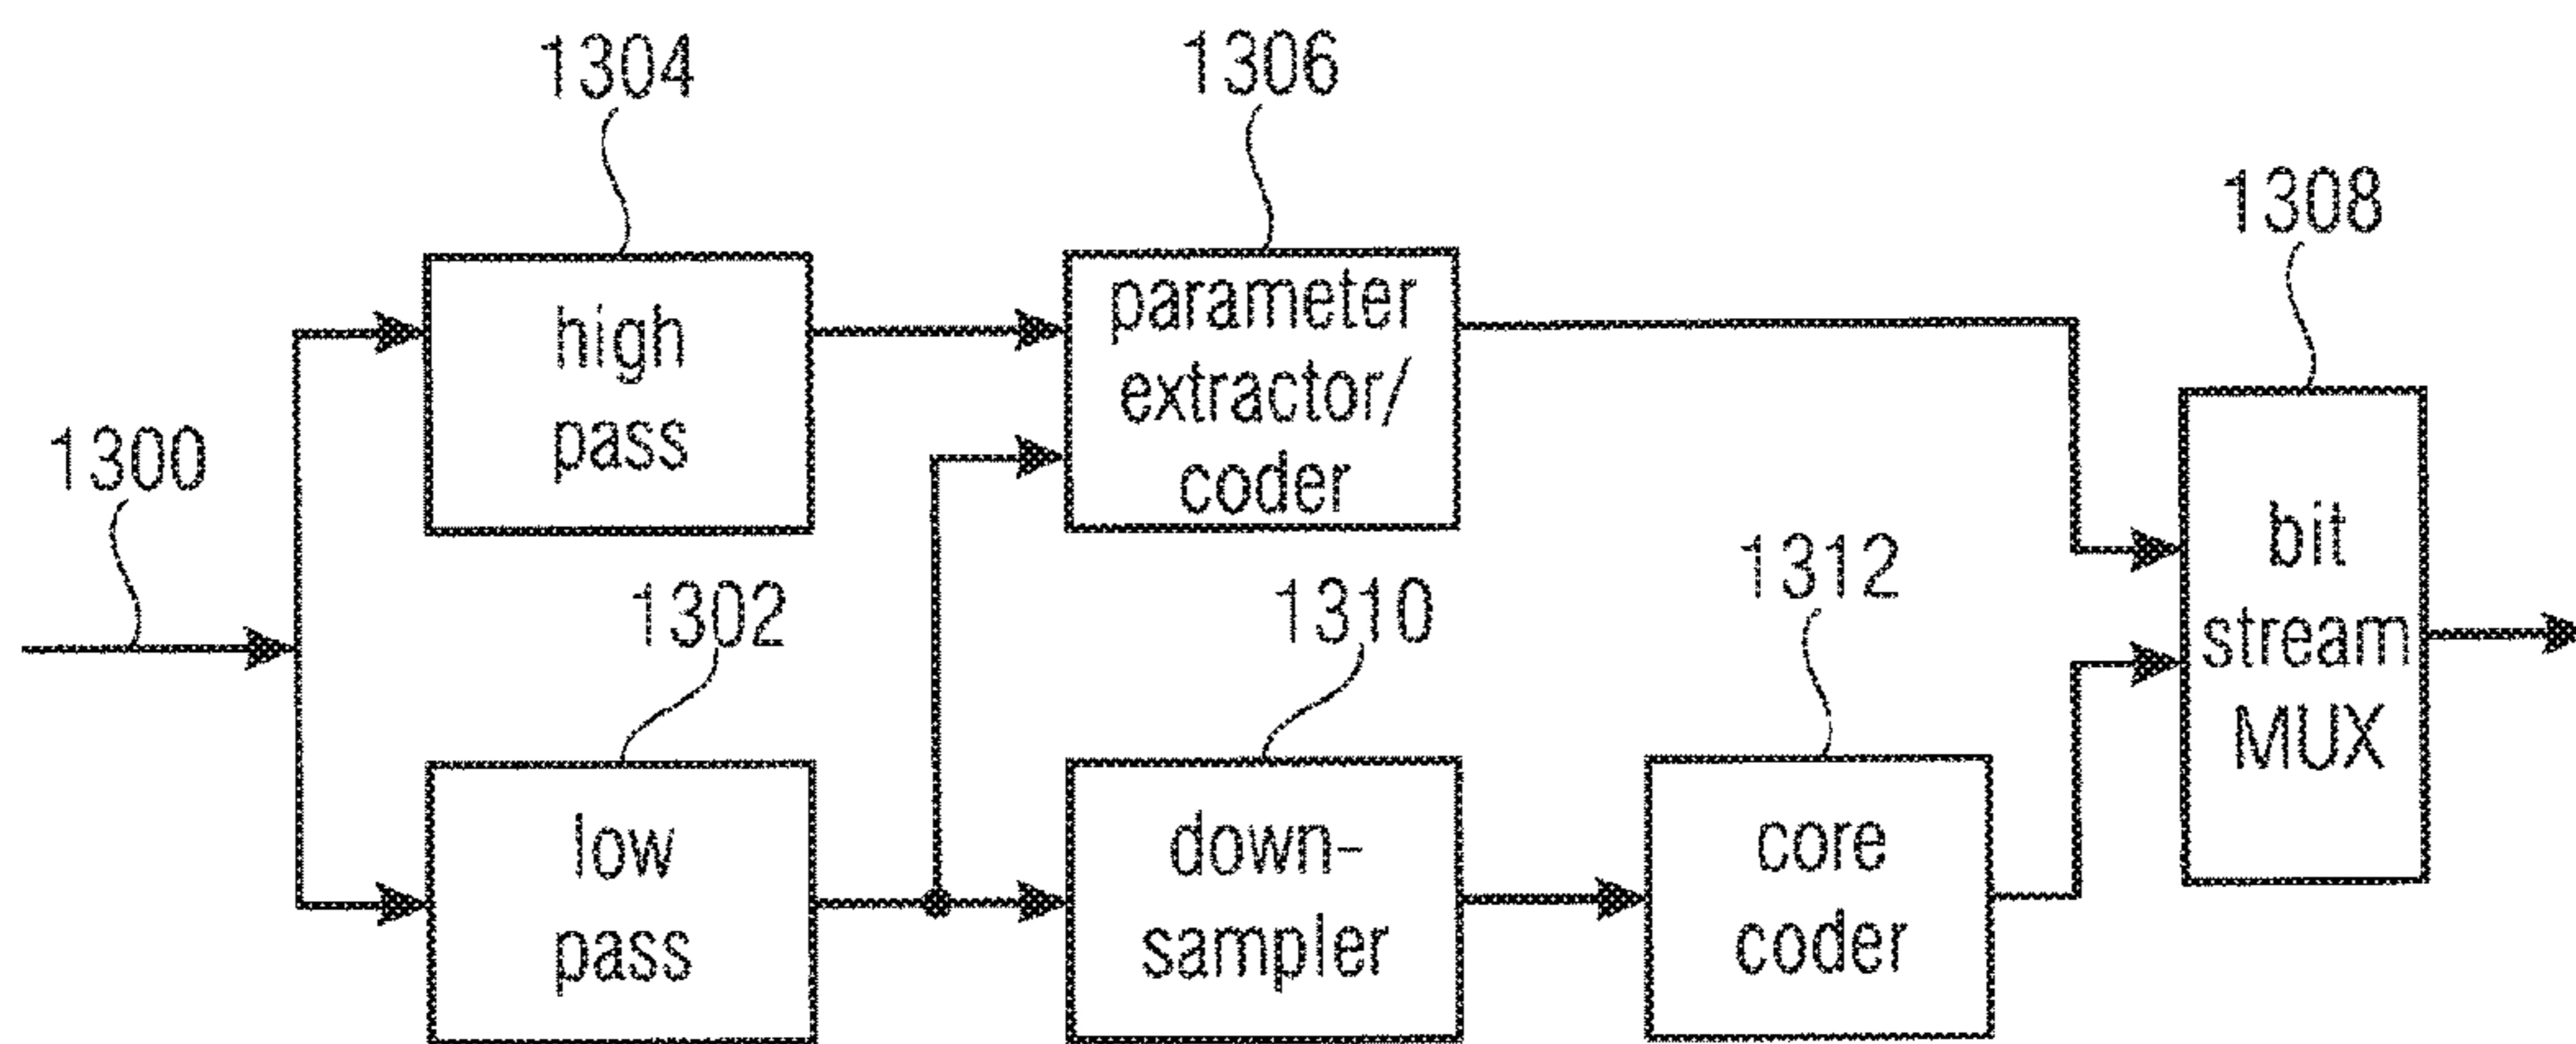 1304
1306
1308
high
pass
parameter
extractor/
coder
1300
1302
1310
1312
bit
stream
MUX
low
pass
down-
sampler
core
coder